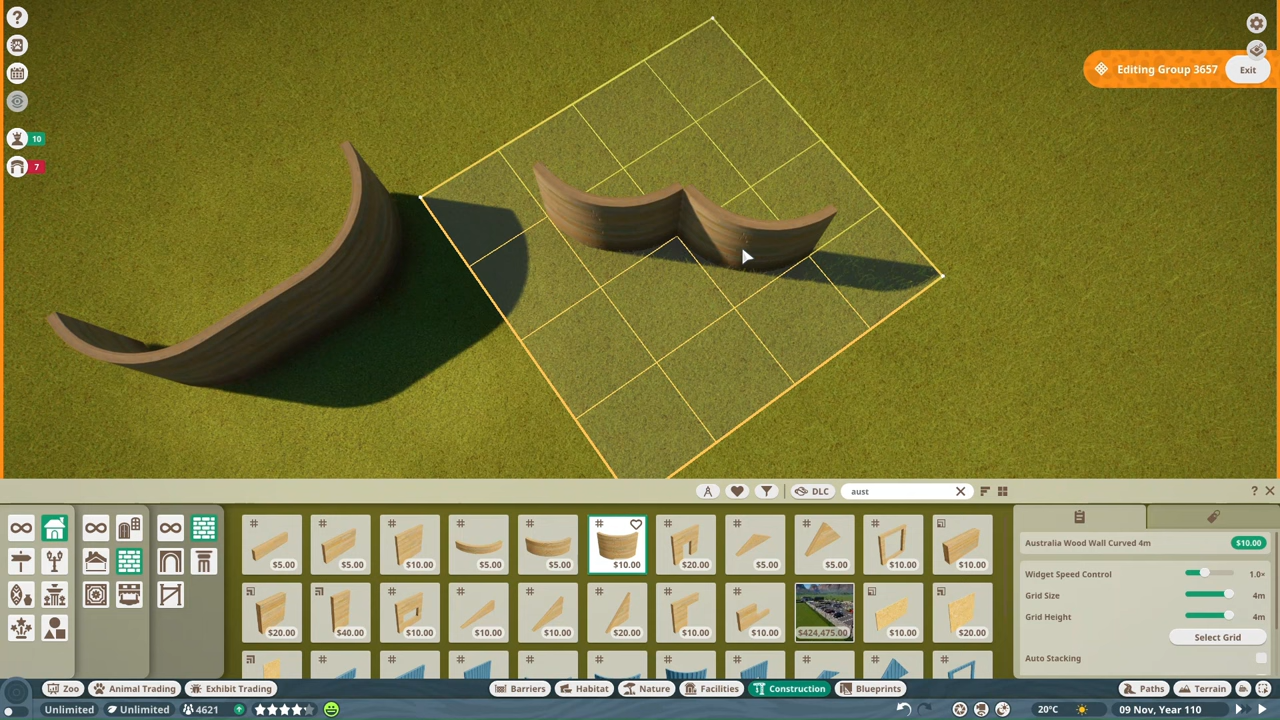 ?
Editing Group 3657 Exit
10
7
DLC aust ? 
$5.00 $5.00 $10.00 $5.00 $5.00 $10.00 $20.00 $5.00 $5.00 $10.00 $10.00
Australia Wood Wall Curved 4m $10.00
Widget Speed Control 1.0×
Grid Size 4m
Grid Height 4m
Select Grid
Auto Stacking
$20.00 $40.00 $10.00 $10.00 $10.00 $20.00 $10.00 $10.00 $424,475.00 $10.00 $20.00
Zoo Animal Trading Exhibit Trading Barriers Habitat Nature Facilities Construction Blueprints Paths Terrain
Unlimited Unlimited 4621 20°C 09 Nov, Year 110